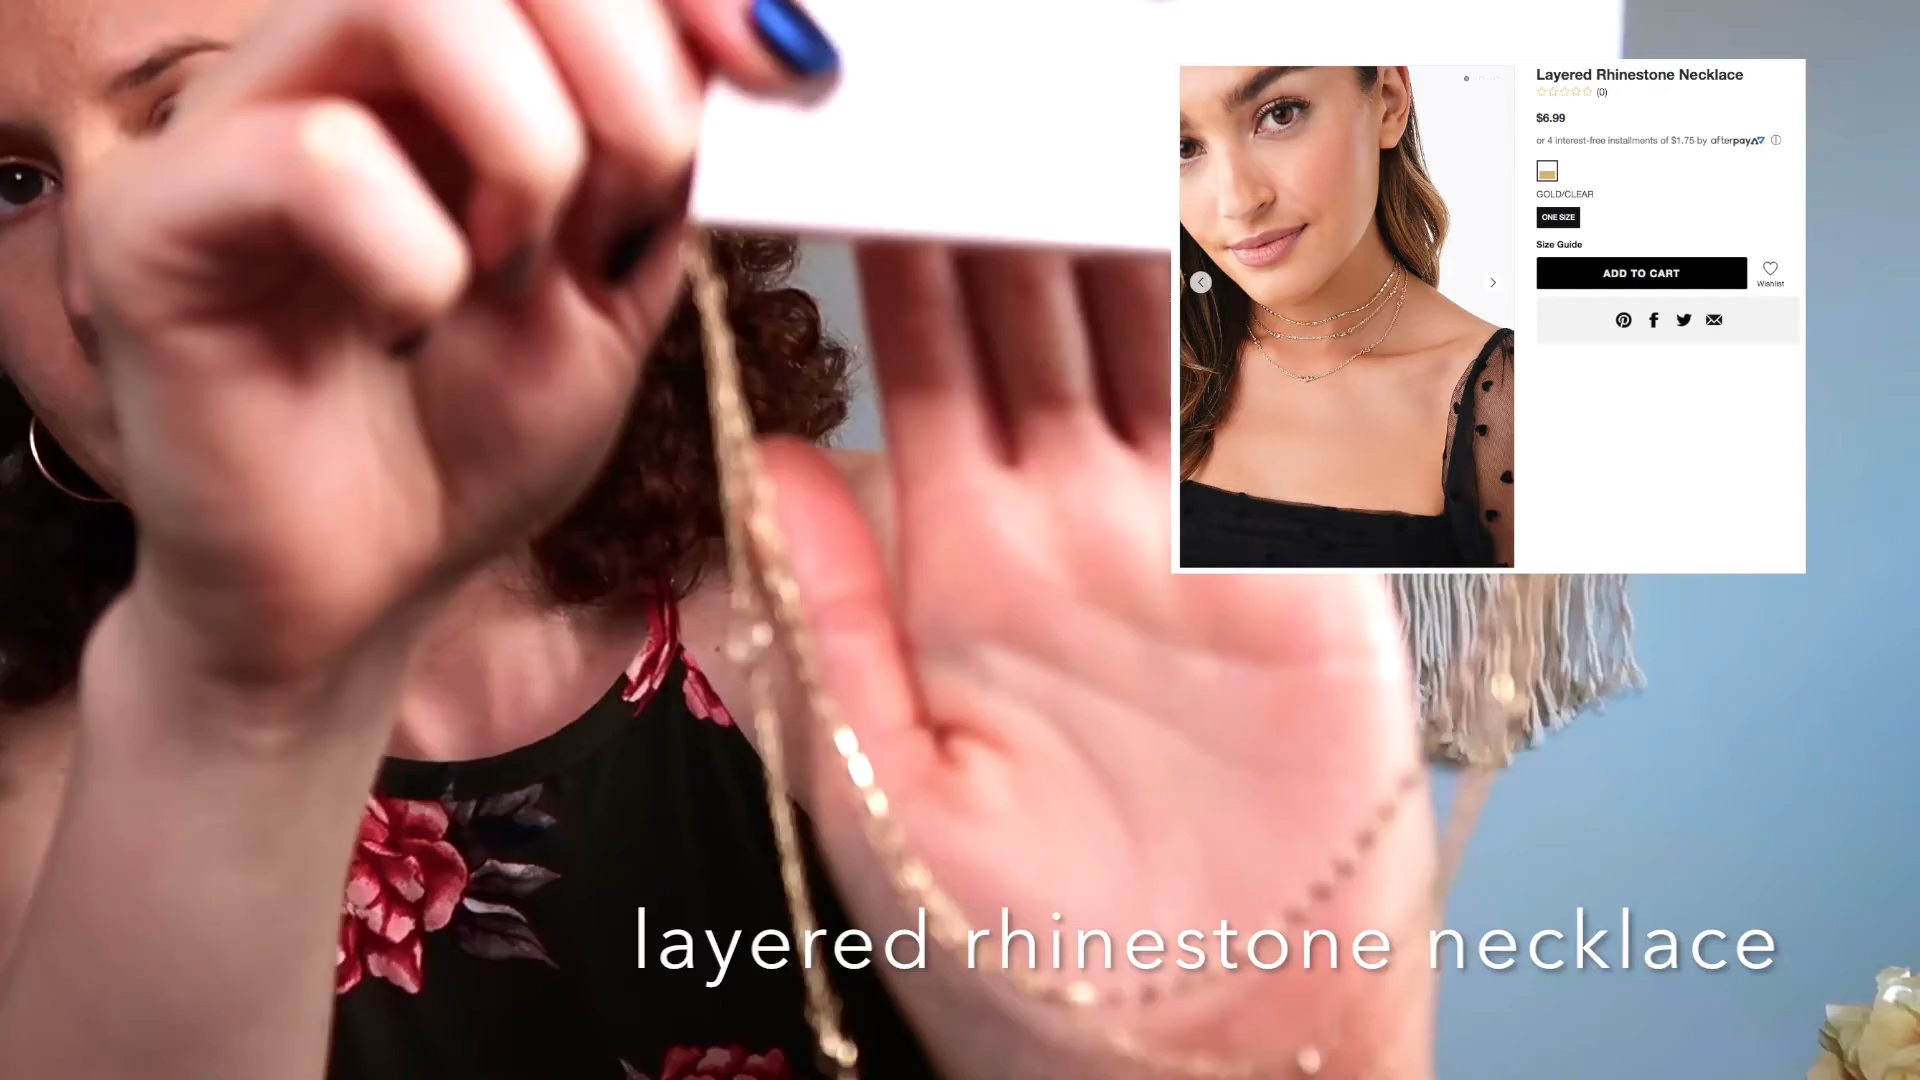 Layered Rhinestone Necklace
(0)
$6.99
or 4 interest-free installments of $1.75 by afterpay
GOLD/CLEAR
ONE SIZE
Size Guide
ADD TO CART
Wishlist
layered rhinestone necklace